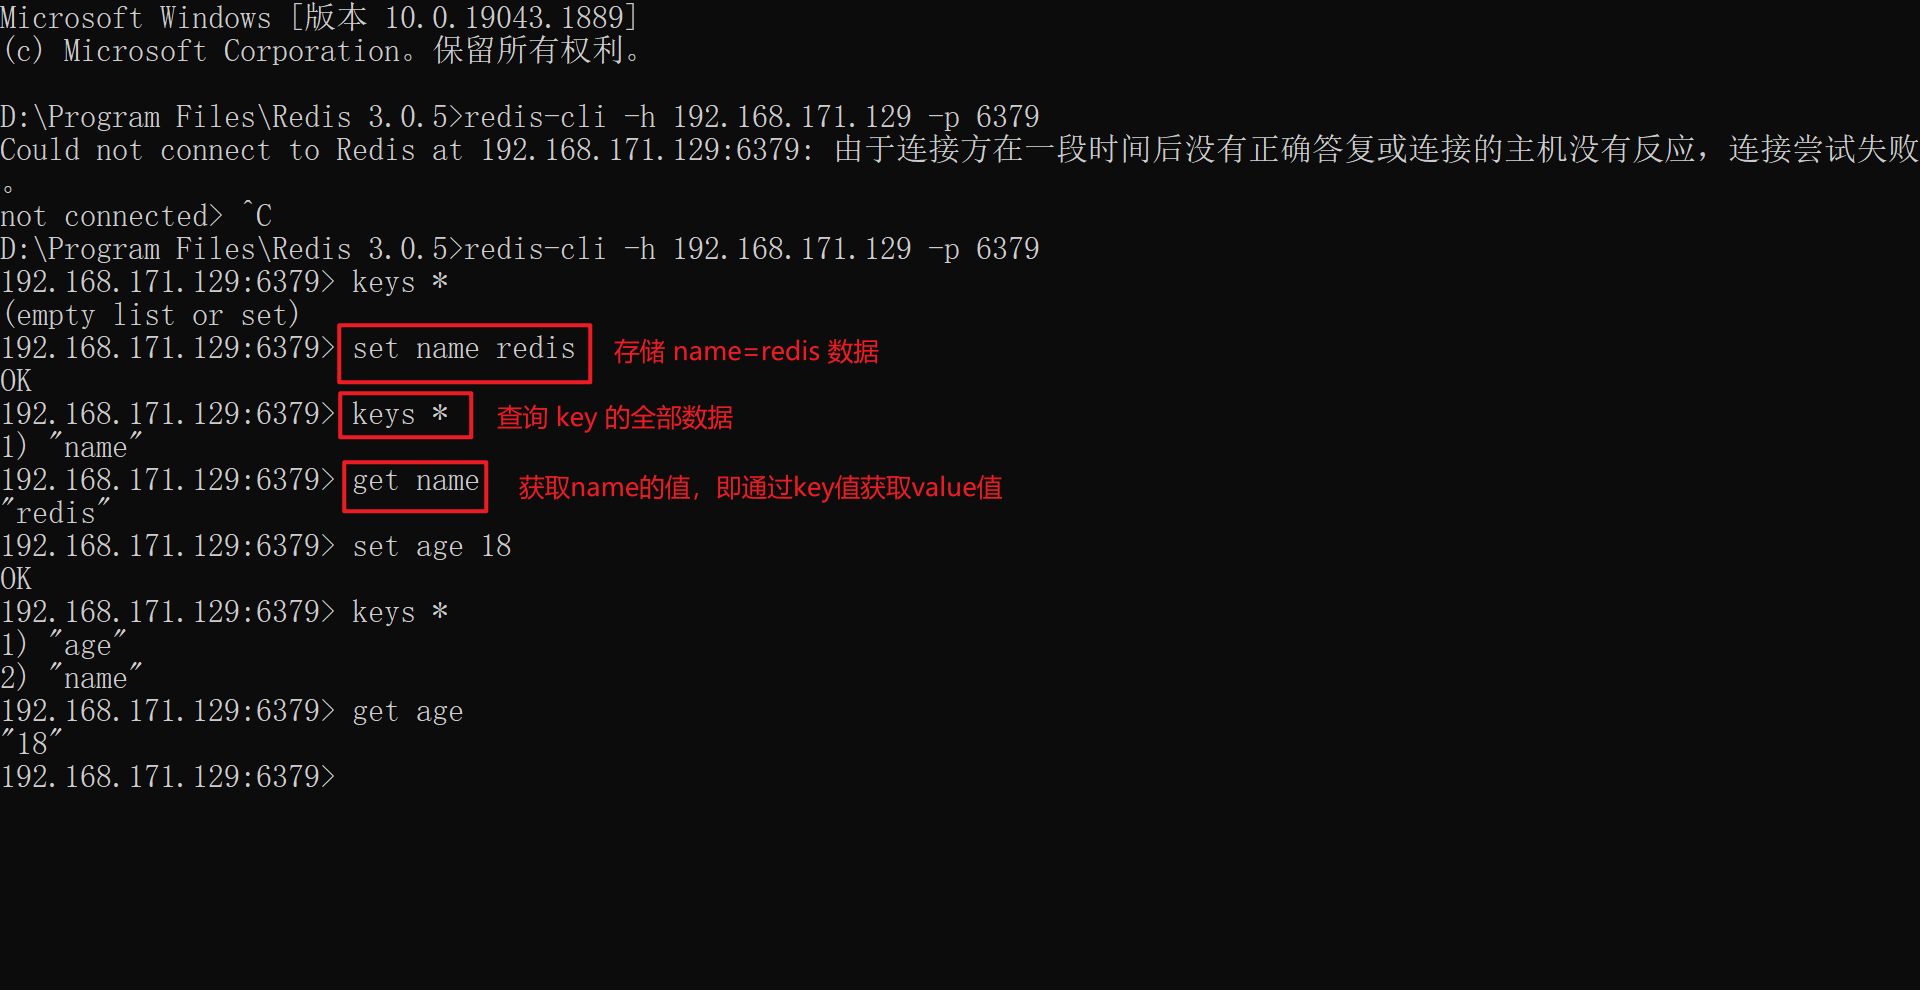 Microsoft Windows [版本 10.0.19043.1889]
(c) Microsoft Corporation。保留所有权利。
D:\Program Files\Redis 3.0.5>redis-cli -h 192.168.171.129 -p 6379
Could not connect to Redis at 192.168.171.129:6379: 由于连接方在一段时间后没有正确答复或连接的主机没有反应，连接尝试失败
。
not connected> ^C
D:\Program Files\Redis 3.0.5>redis-cli -h 192.168.171.129 -p 6379
192.168.171.129:6379> keys *
(empty list or set)
192.168.171.129:6379> set name redis 存储 name=redis 数据
OK
192.168.171.129:6379> keys * 查询 key 的全部数据
1) "name"
192.168.171.129:6379> get name 获取name的值，即通过key值获取value值
"redis"
192.168.171.129:6379> set age 18
OK
192.168.171.129:6379> keys *
1) "age"
2) "name"
192.168.171.129:6379> get age
"18"
192.168.171.129:6379>